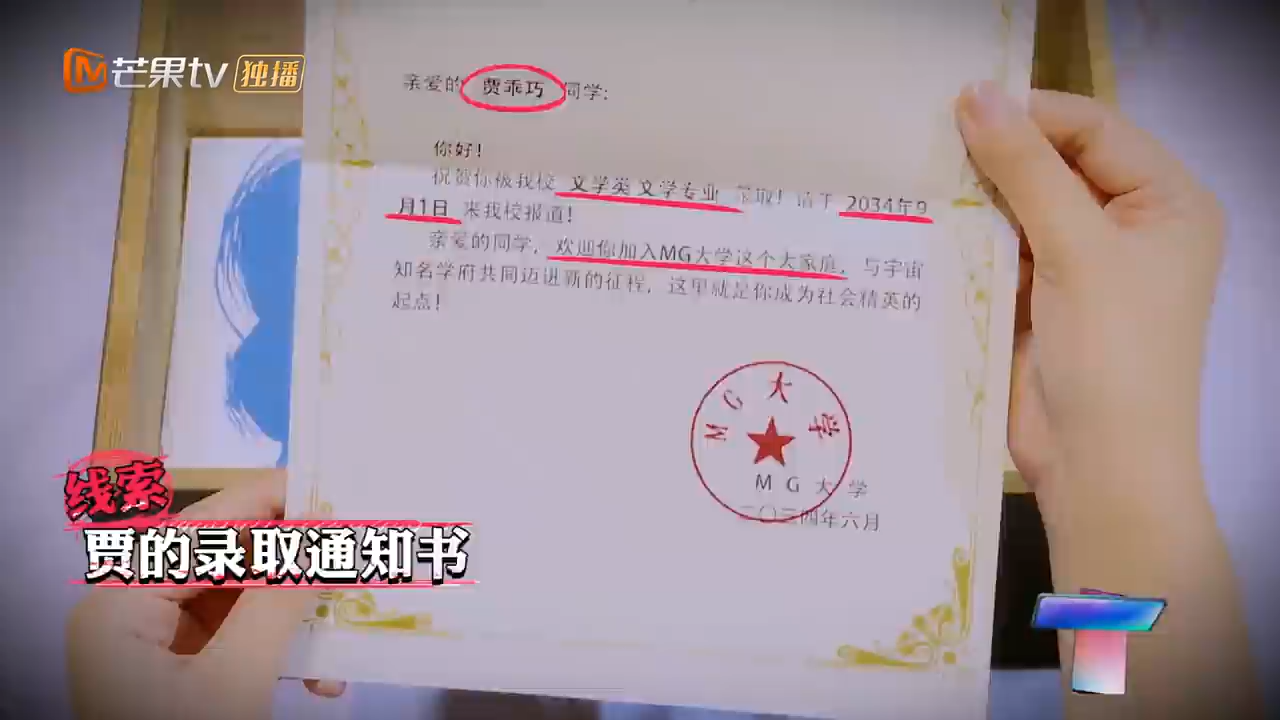 芒果tv 独播
亲爱的 贾乖巧 同学:
你好!
祝贺你被我校 文学类 文学专业 录取! 请于 2034年9
月1日 来我校报道!
亲爱的同学, 欢迎你加入MG大学这个大家庭, 与宇宙
知名学府共同迈进新的征程, 这里就是你成为社会精英的
起点!
MG大学
MG大学
二〇三四年六月
线索
贾的录取通知书